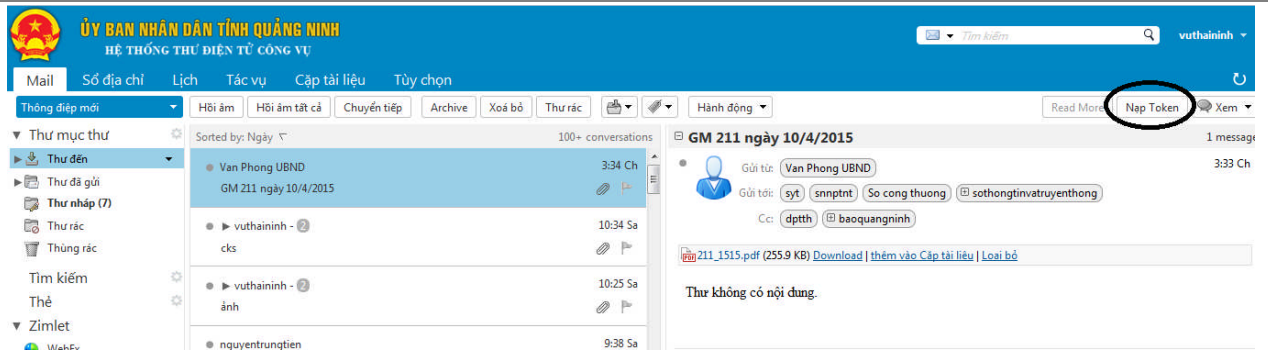 ỦY BAN NHÂN DÂN TỈNH QUẢNG NINH
HỆ THỐNG THƯ ĐIỆN TỬ CÔNG VỤ
Tìm kiếm
vuthaininh
Mail Sổ địa chỉ Lịch Tác vụ Cặp tài liệu Tùy chọn
Thông điệp mới Hồi âm Hồi âm tất cả Chuyển tiếp Archive Xoá bỏ Thư rác Hành động Read More Nạp Token Xem
Thư mục thư
Thư đến
Thư đã gửi
Thư nháp (7)
Thư rác
Thùng rác
Tìm kiếm
Thẻ
Zimlet
WebEx
Sorted by: Ngày 100+ conversations
Van Phong UBND 3:34 Ch
GM 211 ngày 10/4/2015
vuthaininh - 2 10:34 Sa
cks
vuthaininh - 2 10:25 Sa
ảnh
nguyentrungtien 9:38 Sa
GM 211 ngày 10/4/2015 1 message
Gửi từ: Van Phong UBND 3:33 Ch
Gửi tới: syt snnptnt So cong thuong sothongtinvatruyenthong
Cc: dptth baoquangninh
211_1515.pdf (255.9 KB) Download | thêm vào Cặp tài liệu | Loại bỏ
Thư không có nội dung.